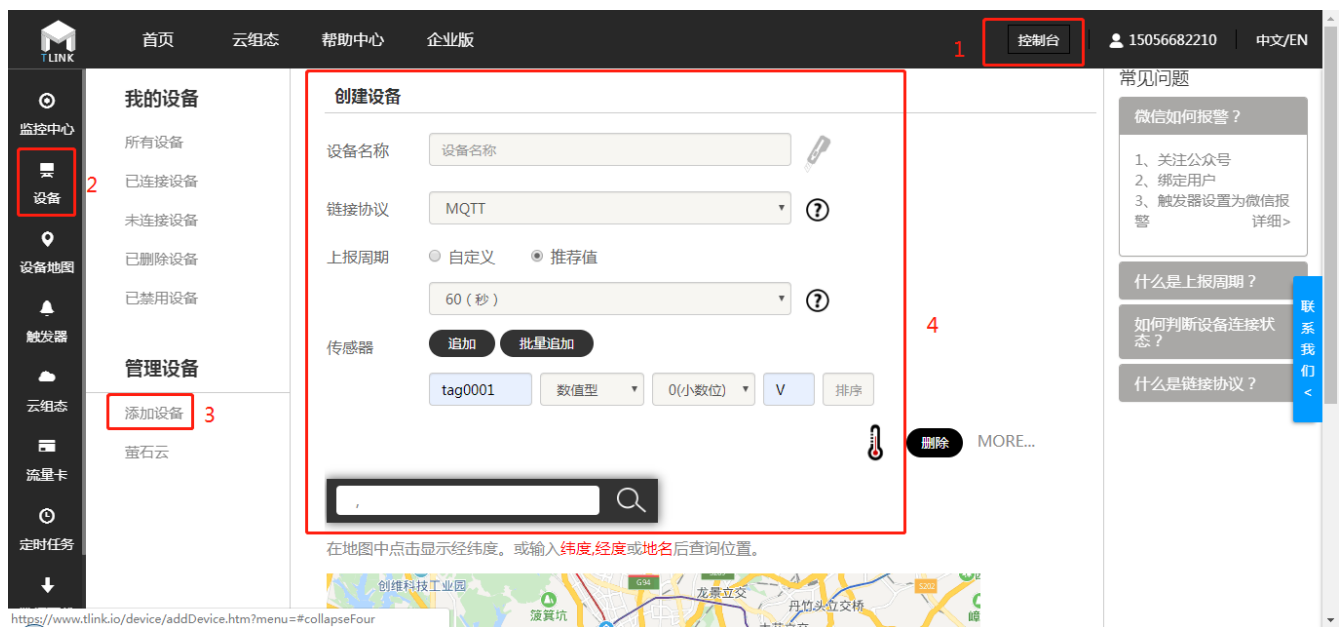 TLINK
首页
云组态
帮助中心
企业版
1
控制台
15056682210
中文/EN
监控中心
设备
2
设备地图
触发器
云组态
流量卡
定时任务
我的设备
所有设备
已连接设备
未连接设备
已删除设备
已禁用设备
管理设备
添加设备
3
萤石云
创建设备
设备名称
设备名称
链接协议
MQTT
?
上报周期
自定义
推荐值
60 ( 秒 )
?
传感器
追加
批量追加
tag0001
数值型
0(小数位)
V
排序
删除
MORE...
4
,
在地图中点击显示经纬度。或输入纬度,经度或地名后查询位置。
创维科技工业园
G94
龙景立交
S202
丹竹头立交桥
菠萁坑
常见问题
微信如何报警？
1、关注公众号
2、绑定用户
3、触发器设置为微信报
警
详细>
什么是上报周期？
如何判断设备连接状
态？
什么是链接协议？
联系我们<
https://www.tlink.io/device/addDevice.htm?menu=#collapseFour